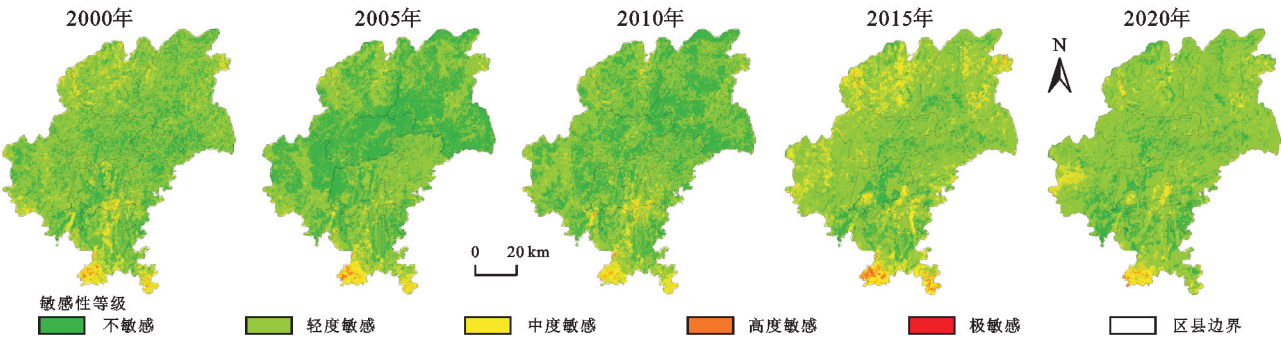 2000年
2005年
2010年
2015年
2020年
N
0 20 km
敏感性等级
不敏感
轻度敏感
中度敏感
高度敏感
极敏感
区县边界